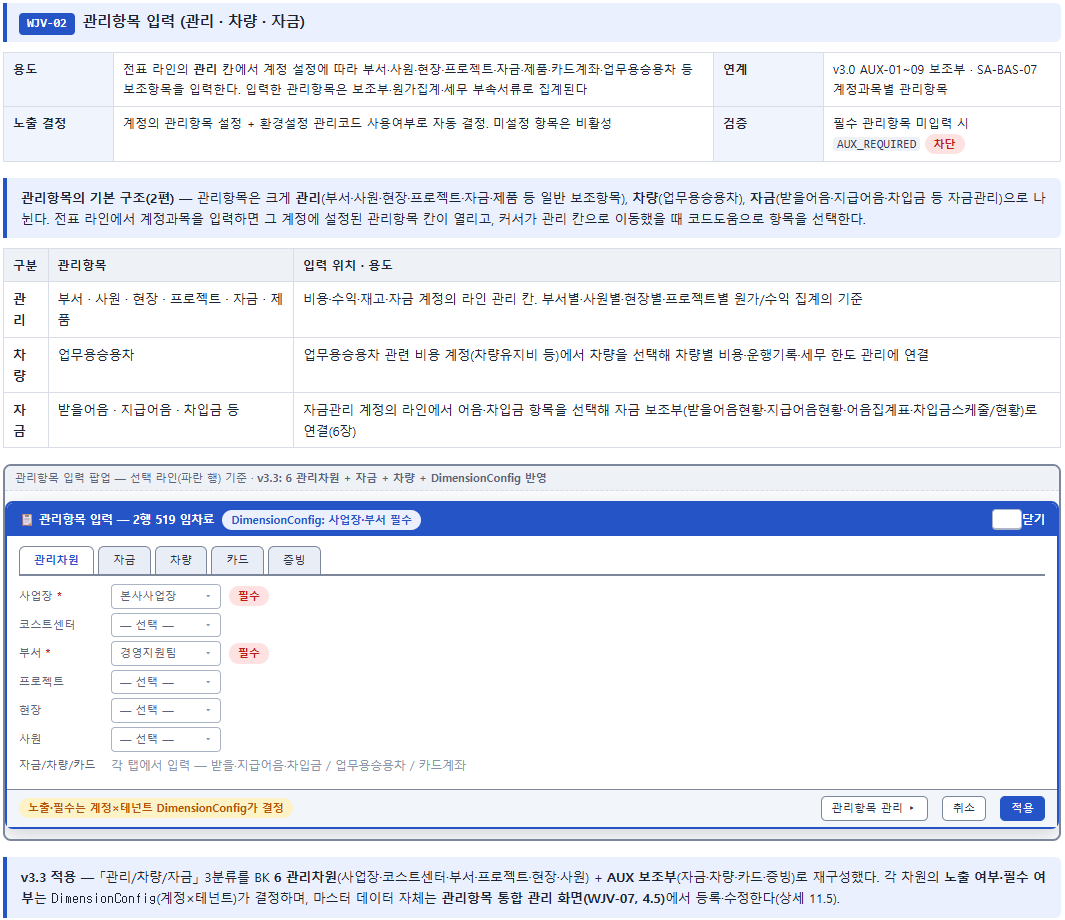 WJV-02 관리항목 입력 (관리 · 차량 · 자금)
용도
전표 라인의 관리 칸에서 계정 설정에 따라 부서·사원·현장·프로젝트·자금·제품·카드계좌·업무용승용차 등
보조항목을 입력한다. 입력한 관리항목은 보조부·원가집계·세무 부속서류로 집계된다
연계
v3.0 AUX-01~09 보조부 · SA-BAS-07
계정과목별 관리항목
노출 결정
계정의 관리항목 설정 + 환경설정 관리코드 사용여부로 자동 결정. 미설정 항목은 비활성
검증
필수 관리항목 미입력 시
AUX_REQUIRED 차단
관리항목의 기본 구조(2편) — 관리항목은 크게 관리(부서·사원·현장·프로젝트·자금·제품 등 일반 보조항목), 차량(업무용승용차), 자금(받을어음·지급어음·차입금 등 자금관리)으로 나
뉜다. 전표 라인에서 계정과목을 입력하면 그 계정에 설정된 관리항목 칸이 열리고, 커서가 관리 칸으로 이동했을 때 코드도움으로 항목을 선택한다.
구분 관리항목 입력 위치 · 용도
관
리
부서 · 사원 · 현장 · 프로젝트 · 자금 · 제
품
비용·수익·재고·자금 계정의 라인 관리 칸. 부서별·사원별·현장별·프로젝트별 원가/수익 집계의 기준
차
량
업무용승용차
업무용승용차 관련 비용 계정(차량유지비 등)에서 차량을 선택해 차량별 비용·운행기록·세무 한도 관리에 연결
자
금
받을어음 · 지급어음 · 차입금 등
자금관리 계정의 라인에서 어음·차입금 항목을 선택해 자금 보조부(받을어음현황·지급어음현황·어음집계표·차입금스케줄/현황)로
연결(6장)
관리항목 입력 팝업 — 선택 라인(파란 행) 기준 · v3.3: 6 관리차원 + 자금 + 차량 + DimensionConfig 반영
관리항목 입력 — 2행 519 임차료 DimensionConfig: 사업장·부서 필수 닫기
관리차원 자금 차량 카드 증빙
사업장 * 본사사업장 필수
코스트센터 — 선택 —
부서 * 경영지원팀 필수
프로젝트 — 선택 —
현장 — 선택 —
사원 — 선택 —
자금/차량/카드 각 탭에서 입력 — 받을·지급어음·차입금 / 업무용승용차 / 카드계좌
노출·필수는 계정×테넌트 DimensionConfig가 결정 관리항목 관리 ▸ 취소 적용
v3.3 적용 — 「관리/차량/자금」 3분류를 BK 6 관리차원(사업장·코스트센터·부서·프로젝트·현장·사원) + AUX 보조부(자금·차량·카드·증빙)로 재구성했다. 각 차원의 노출 여부·필수 여
부는 DimensionConfig(계정×테넌트)가 결정하며, 마스터 데이터 자체는 관리항목 통합 관리 화면(WJV-07, 4.5)에서 등록·수정한다(상세 11.5).